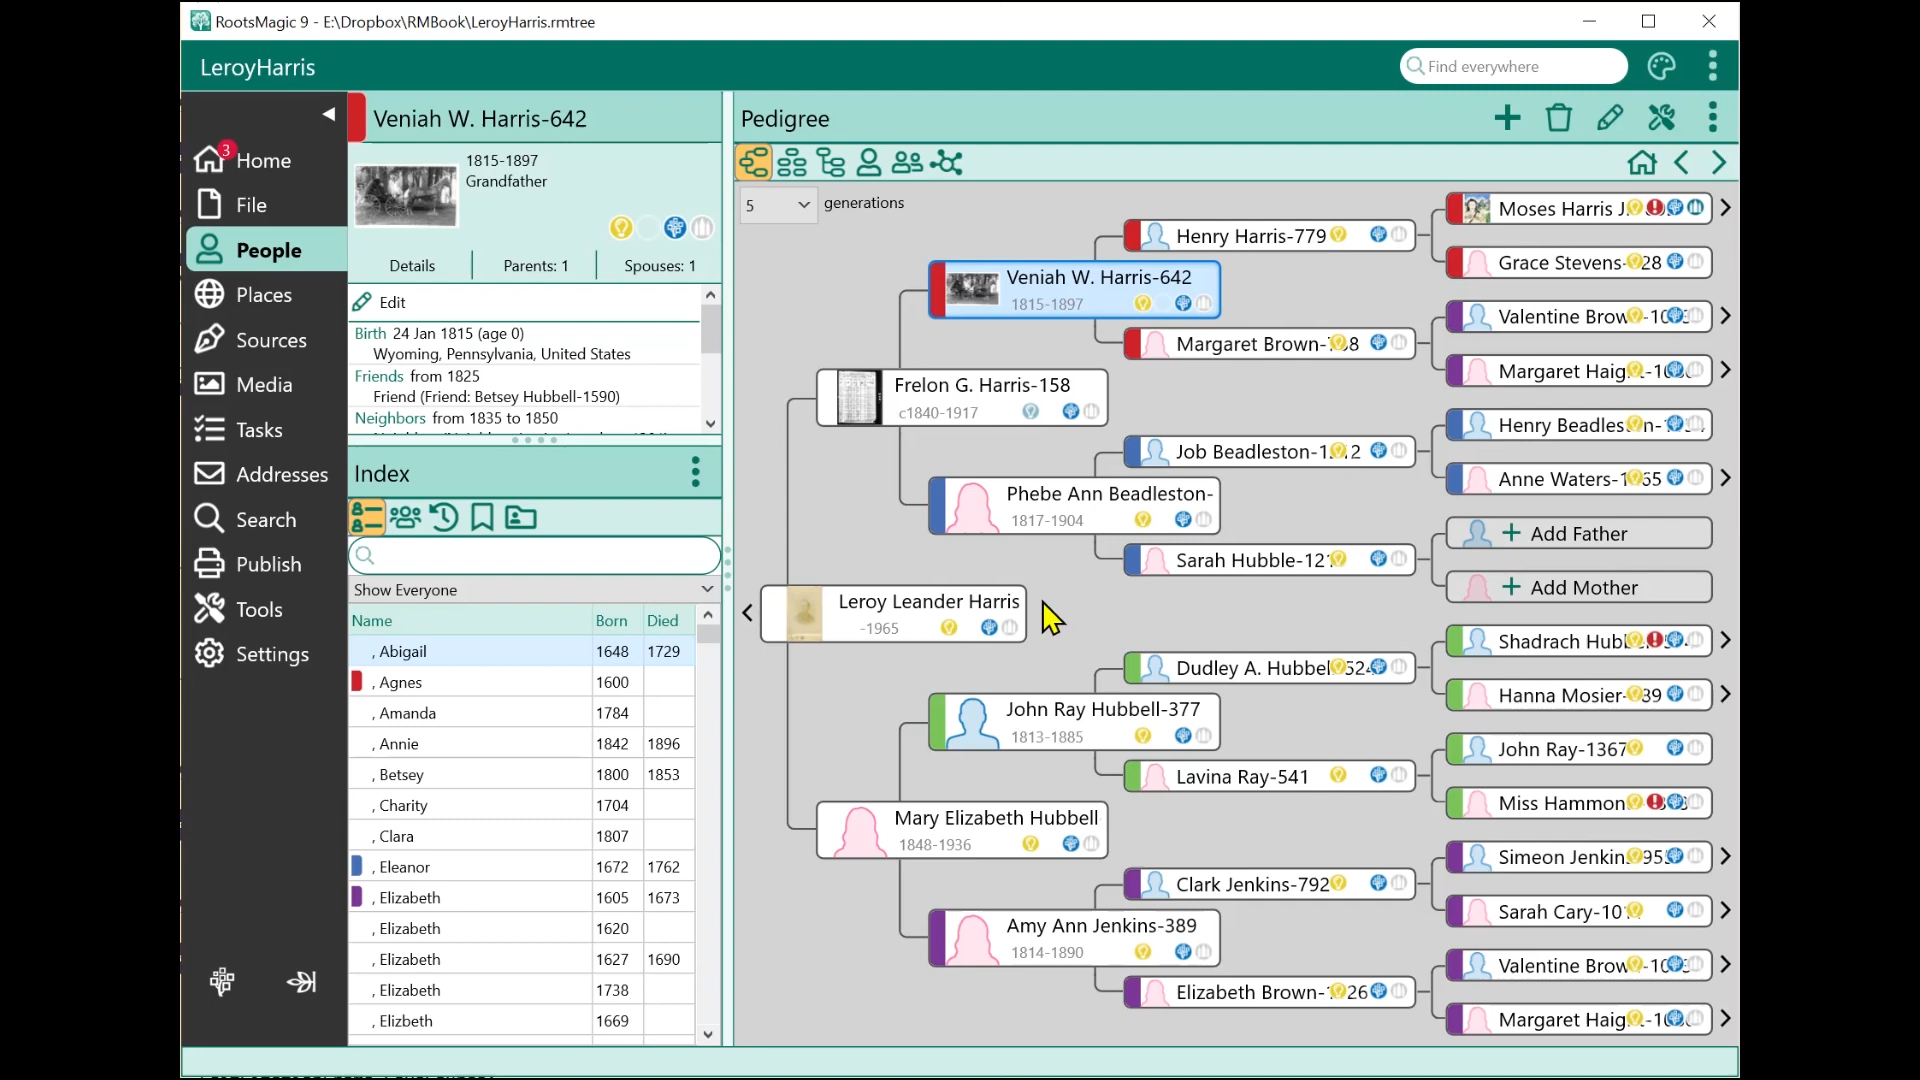 RootsMagic 9 - E:\Dropbox\RMBook\LeroyHarris.rmtree
LeroyHarris
Find everywhere
3
Home
File
People
Places
Sources
Media
Tasks
Addresses
Search
Publish
Tools
Settings
Veniah W. Harris-642
1815-1897
Grandfather
Details
Parents: 1
Spouses: 1
Edit
Birth 24 Jan 1815 (age 0)
Wyoming, Pennsylvania, United States
Friends from 1825
Friend (Friend: Betsey Hubbell-1590)
Neighbors from 1835 to 1850
Index
Show Everyone
Name Born Died
, Abigail 1648 1729
, Agnes 1600
, Amanda 1784
, Annie 1842 1896
, Betsey 1800 1853
, Charity 1704
, Clara 1807
, Eleanor 1672 1762
, Elizabeth 1605 1673
, Elizabeth 1620
, Elizabeth 1627 1690
, Elizabeth 1738
, Elizbeth 1669
Pedigree
5 generations
Leroy Leander Harris
-1965
Frelon G. Harris-158
c1840-1917
Mary Elizabeth Hubbell
1848-1936
Veniah W. Harris-642
1815-1897
Phebe Ann Beadleston-
1817-1904
John Ray Hubbell-377
1813-1885
Amy Ann Jenkins-389
1814-1890
Henry Harris-779
Margaret Brown-
Job Beadleston-
Sarah Hubble-
Dudley A. Hubbel
Lavina Ray-541
Clark Jenkins-792
Elizabeth Brown-
Moses Harris J
Grace Stevens-
Valentine Brow
Margaret Haig
Henry Beadles
Anne Waters-
Add Father
Add Mother
Shadrach Hub
Hanna Mosier-
John Ray-1367
Miss Hammon
Simeon Jenkin
Sarah Cary-10
Valentine Brow
Margaret Haig